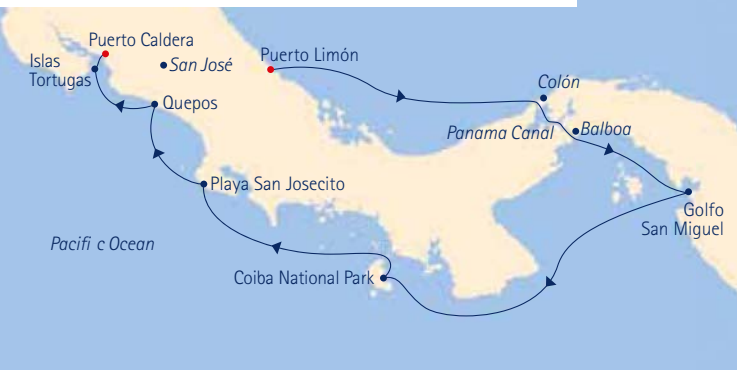 Puerto Caldera
Islas
Tortugas
San José
Puerto Limón
Quepos
Colón
Panama Canal
Balboa
Playa San Josecito
Golfo
San Miguel
Pacifi c Ocean
Coiba National Park